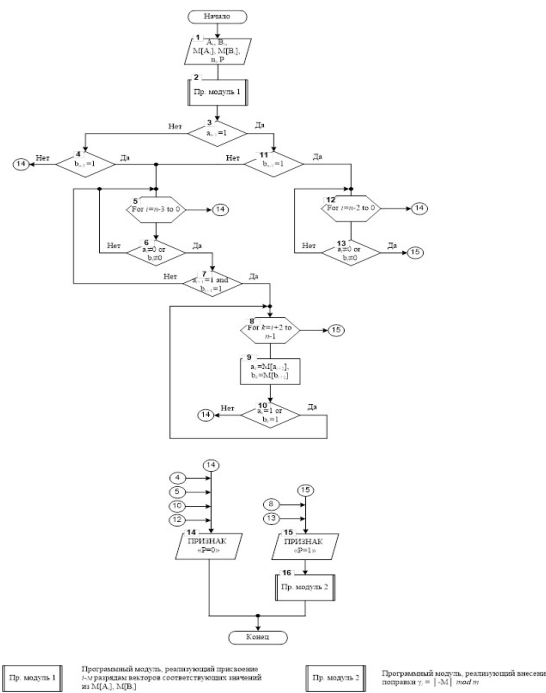 Начало
1
M[A.], M[B.],
n, P
2
Пр. модуль 1
3
Нет
Да
4
Нет
Да
14
Нет
11
Да
5
For i=n-3 to 0
14
12
For i=n-2 to 0
14
6
Нет
Да
b.≠0
Нет
13
Да
15
b.≠0
Нет
7
Да
8
For k=i+2 to
n-1
15
9
10
Нет
Да
14
14
4
5
10
12
14
ПРИЗНАК
«P=0»
15
8
13
15
ПРИЗНАК
«P=1»
16
Пр. модуль 2
Конец
Пр. модуль 1
Программный модуль, реализующий присвоение
i-м разрядам векторов соответствующих значений
из M[A.], M[B.]
Пр. модуль 2
Программный модуль, реализующий внесени
поправки